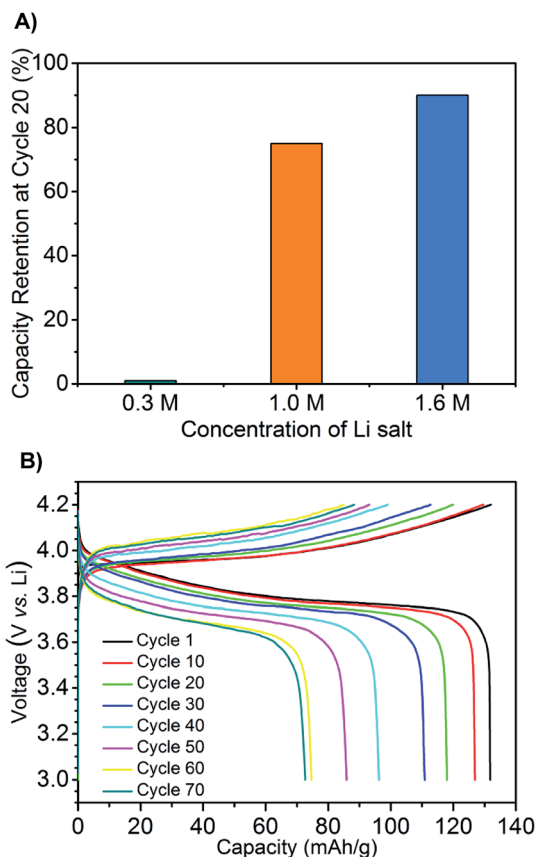 A)
Capacity Retention at Cycle 20 (%)
100
80
60
40
20
0
0.3 M 1.0 M 1.6 M
Concentration of Li salt
B)
Voltage (V vs. Li)
4.2
4.0
3.8
3.6
3.4
3.2
3.0
Cycle 1
Cycle 10
Cycle 20
Cycle 30
Cycle 40
Cycle 50
Cycle 60
Cycle 70
0 20 40 60 80 100 120 140
Capacity (mAh/g)